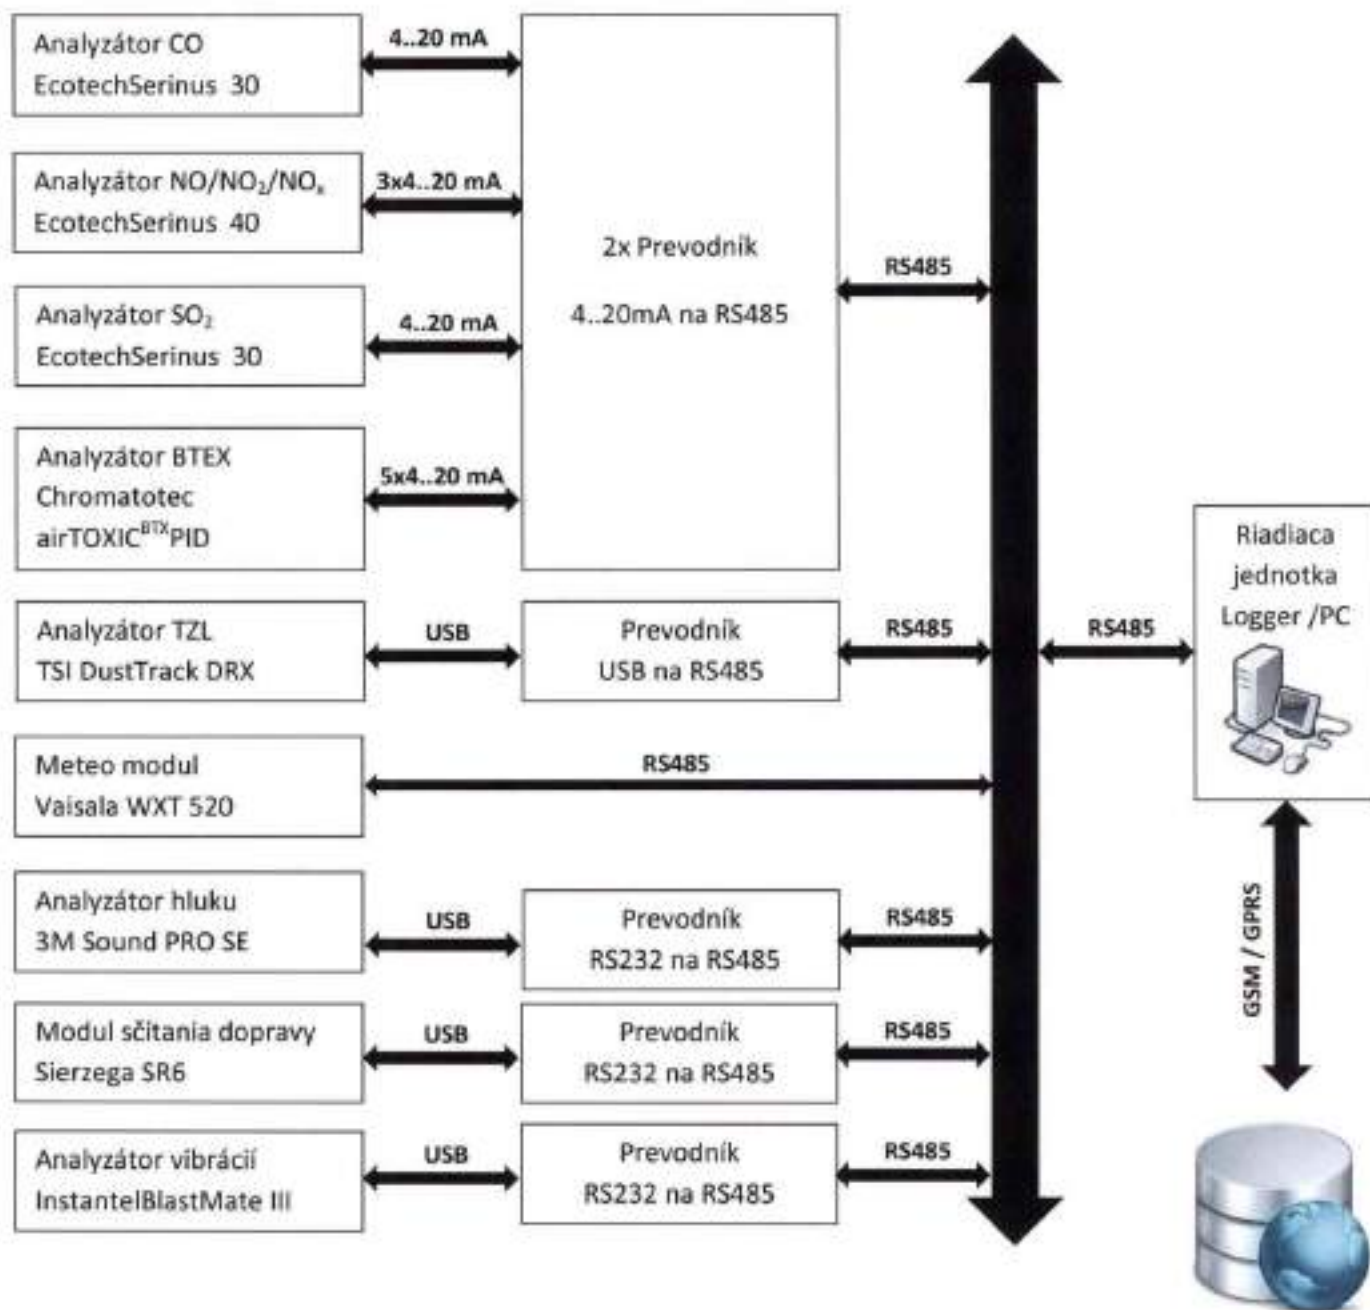 Analyzátor CO
EcotechSerinus 30
4..20 mA
Analyzátor NO/NO₂/NOₓ
EcotechSerinus 40
3x4..20 mA
Analyzátor SO₂
EcotechSerinus 30
4..20 mA
Analyzátor BTEX
Chromatotec
airTOXICᴮᵀˣPID
5x4..20 mA
2x Prevodník
4..20mA na RS485
RS485
Analyzátor TZL
TSI DustTrack DRX
USB
Prevodník
USB na RS485
RS485
RS485
Riadiaca
jednotka
Logger /PC
Meteo modul
Vaisala WXT 520
RS485
Analyzátor hluku
3M Sound PRO SE
USB
Prevodník
RS232 na RS485
RS485
Modul sčítania dopravy
Sierzega SR6
USB
Prevodník
RS232 na RS485
RS485
Analyzátor vibrácií
InstantelBlastMate III
USB
Prevodník
RS232 na RS485
RS485
GSM / GPRS